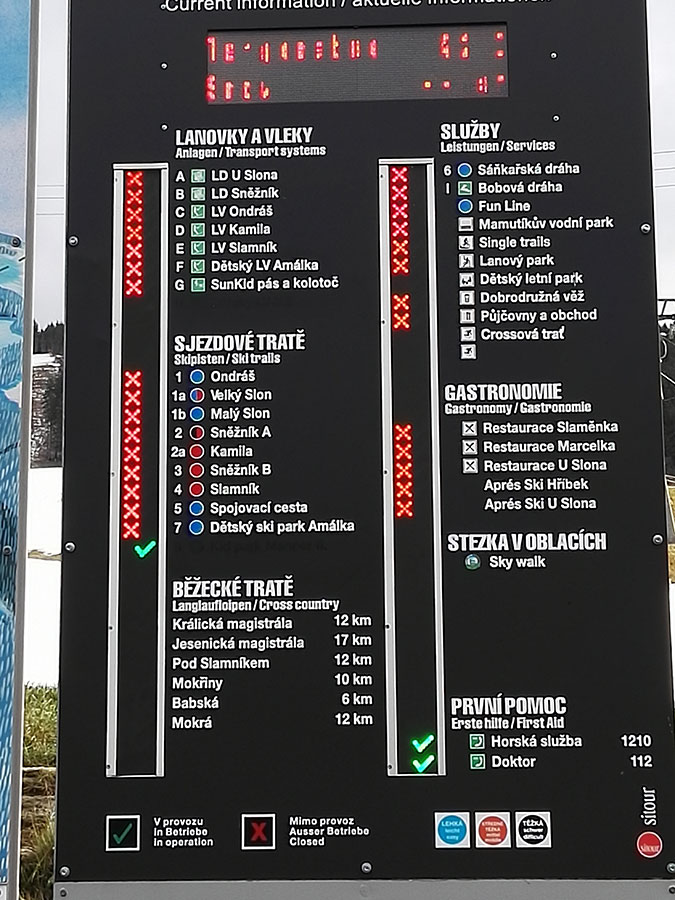 Current information / aktuelle Informationen
LANOVKY A VLEKY
Anlagen / Transport systems
A LD U Slona
B LD Sněžník
C LV Ondráš
D LV Kamila
E LV Slamník
F Dětský LV Amálka
G SunKid pás a kolotoč
SJEZDOVÉ TRATĚ
Skipisten / Ski trails
1 Ondráš
1a Velký Slon
1b Malý Slon
2 Sněžník A
2a Kamila
3 Sněžník B
4 Slamník
5 Spojovací cesta
7 Dětský ski park Amálka
BĚŽECKÉ TRATĚ
Langlaufloipen / Cross country
Králická magistrála 12 km
Jesenická magistrála 17 km
Pod Slamníkem 12 km
Mokřiny 10 km
Babská 6 km
Mokrá 12 km
SLUŽBY
Leistungen / Services
6 Sáňkařská dráha
I Bobová dráha
Fun Line
Mamutíkův vodní park
Single trails
Lanový park
Dětský letní park
Dobrodružná věž
Půjčovny a obchod
Crossová trať
GASTRONOMIE
Gastronomy / Gastronomie
Restaurace Slaměnka
Restaurace Marcelka
Restaurace U Slona
Aprés Ski Hříbek
Aprés Ski U Slona
STEZKA V OBLACÍCH
Sky walk
PRVNÍ POMOC
Erste hilfe / First Aid
Horská služba 1210
Doktor 112
V provozu
In Betriebe
in operation
Mimo provoz
Ausser Betriebe
Closed
LEHKÁ
leicht
easy
STŘEDNĚ
TĚŽKÁ
TĚŽKÁ
schwer
difficult
sitour
sitour